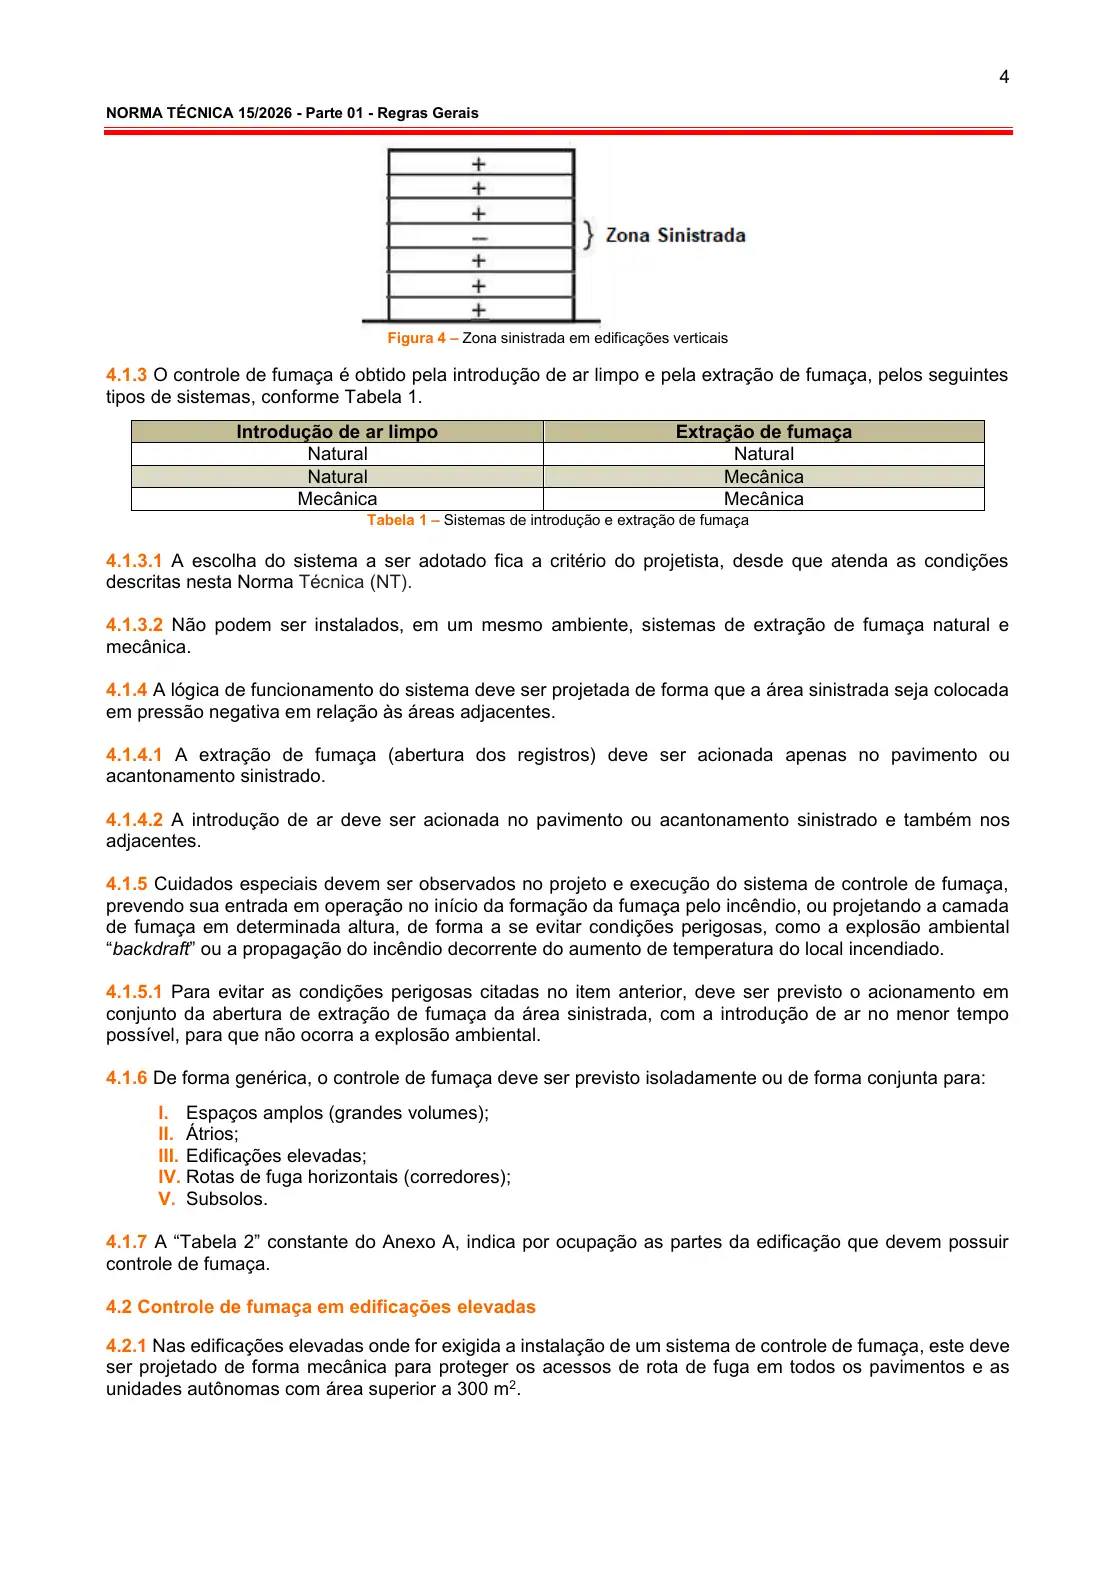 4
NORMA TÉCNICA 15/2026 - Parte 01 - Regras Gerais
+
+
+
–
+
+
+
} Zona Sinistrada
Figura 4 – Zona sinistrada em edificações verticais
4.1.3 O controle de fumaça é obtido pela introdução de ar limpo e pela extração de fumaça, pelos seguintes
tipos de sistemas, conforme Tabela 1.
Introdução de ar limpo Extração de fumaça
Natural Natural
Natural Mecânica
Mecânica Mecânica
Tabela 1 – Sistemas de introdução e extração de fumaça
4.1.3.1 A escolha do sistema a ser adotado fica a critério do projetista, desde que atenda as condições
descritas nesta Norma Técnica (NT).
4.1.3.2 Não podem ser instalados, em um mesmo ambiente, sistemas de extração de fumaça natural e
mecânica.
4.1.4 A lógica de funcionamento do sistema deve ser projetada de forma que a área sinistrada seja colocada
em pressão negativa em relação às áreas adjacentes.
4.1.4.1 A extração de fumaça (abertura dos registros) deve ser acionada apenas no pavimento ou
acantonamento sinistrado.
4.1.4.2 A introdução de ar deve ser acionada no pavimento ou acantonamento sinistrado e também nos
adjacentes.
4.1.5 Cuidados especiais devem ser observados no projeto e execução do sistema de controle de fumaça,
prevendo sua entrada em operação no início da formação da fumaça pelo incêndio, ou projetando a camada
de fumaça em determinada altura, de forma a se evitar condições perigosas, como a explosão ambiental
“backdraft” ou a propagação do incêndio decorrente do aumento de temperatura do local incendiado.
4.1.5.1 Para evitar as condições perigosas citadas no item anterior, deve ser previsto o acionamento em
conjunto da abertura de extração de fumaça da área sinistrada, com a introdução de ar no menor tempo
possível, para que não ocorra a explosão ambiental.
4.1.6 De forma genérica, o controle de fumaça deve ser previsto isoladamente ou de forma conjunta para:
I. Espaços amplos (grandes volumes);
II. Átrios;
III. Edificações elevadas;
IV. Rotas de fuga horizontais (corredores);
V. Subsolos.
4.1.7 A “Tabela 2” constante do Anexo A, indica por ocupação as partes da edificação que devem possuir
controle de fumaça.
4.2 Controle de fumaça em edificações elevadas
4.2.1 Nas edificações elevadas onde for exigida a instalação de um sistema de controle de fumaça, este deve
ser projetado de forma mecânica para proteger os acessos de rota de fuga em todos os pavimentos e as
unidades autônomas com área superior a 300 m².